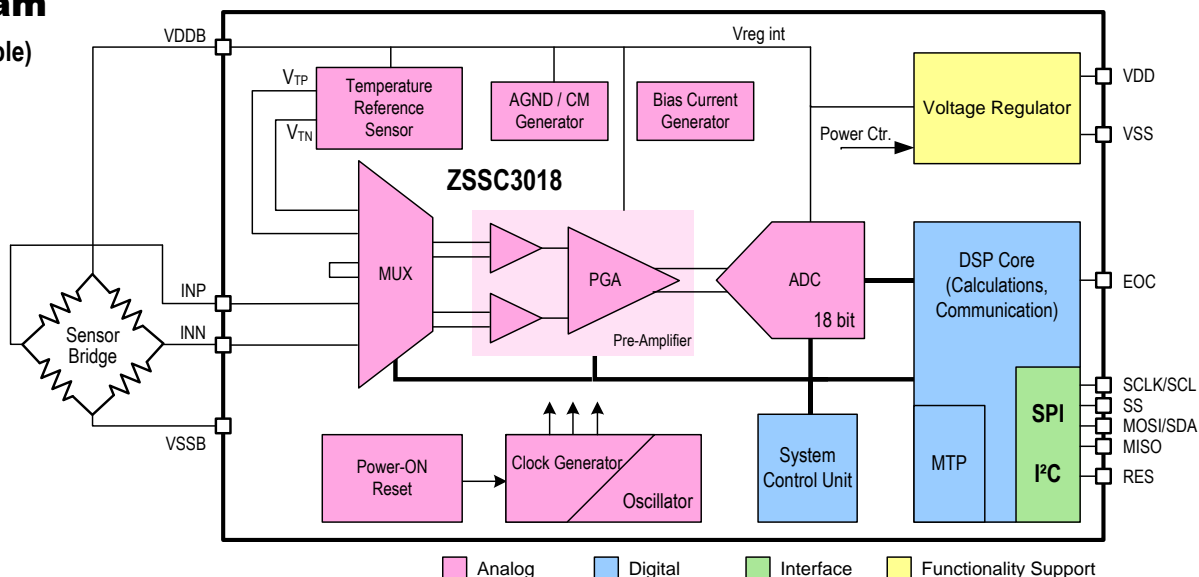 am
ple)
VDDB
Vreg int
VTP
VTN
Temperature
Reference
Sensor
AGND / CM
Generator
Bias Current
Generator
Voltage Regulator
VDD
VSS
Power Ctr.
ZSSC3018
MUX
PGA
Pre-Amplifier
ADC
18 bit
DSP Core
(Calculations,
Communication)
EOC
INP
INN
Sensor
Bridge
VSSB
SCLK/SCL
SS
MOSI/SDA
MISO
RES
SPI
I²C
MTP
Power-ON
Reset
Clock Generator
Oscillator
System
Control Unit
Analog
Digital
Interface
Functionality Support